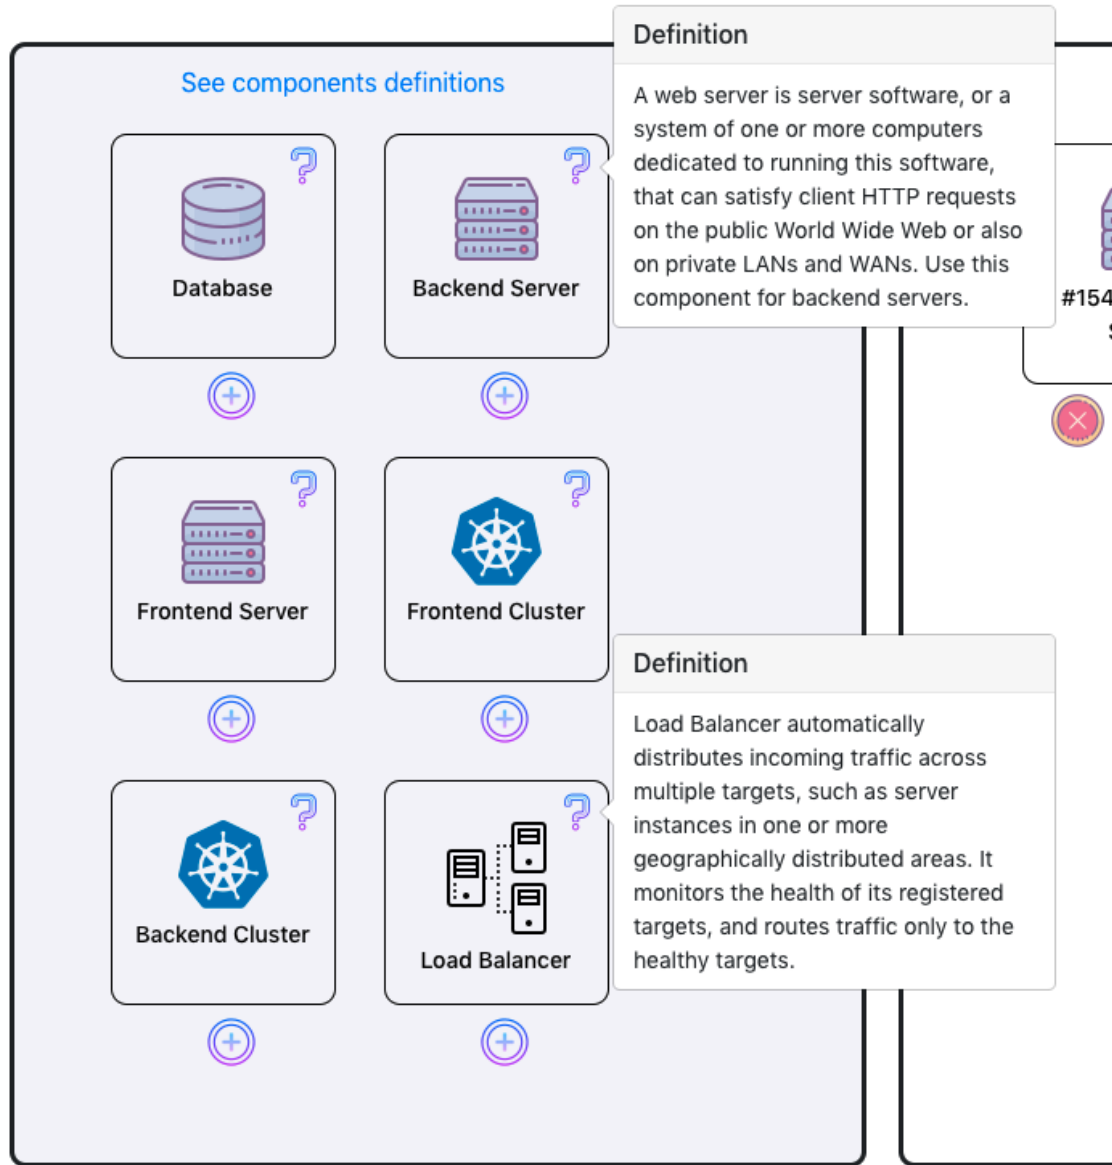 See components definitions
Definition
A web server is server software, or a
system of one or more computers
dedicated to running this software,
that can satisfy client HTTP requests
on the public World Wide Web or also
on private LANs and WANs. Use this
component for backend servers.
Database
Backend Server
#154
Frontend Server
Frontend Cluster
Definition
Load Balancer automatically
distributes incoming traffic across
multiple targets, such as server
instances in one or more
geographically distributed areas. It
monitors the health of its registered
targets, and routes traffic only to the
healthy targets.
Backend Cluster
Load Balancer